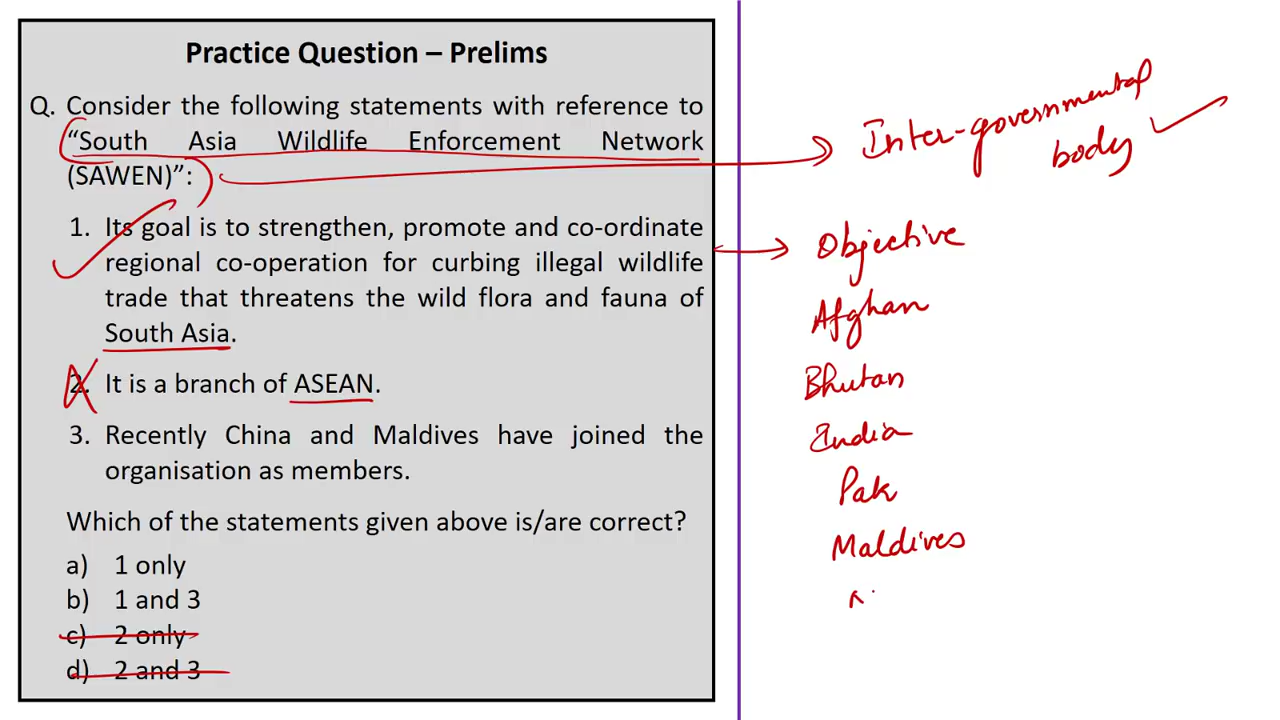 Practice Question – Prelims
Q. Consider the following statements with reference to
“South Asia Wildlife Enforcement Network
(SAWEN)”:
1. Its goal is to strengthen, promote and co-ordinate
regional co-operation for curbing illegal wildlife
trade that threatens the wild flora and fauna of
South Asia.
2. It is a branch of ASEAN.
3. Recently China and Maldives have joined the
organisation as members.
Which of the statements given above is/are correct?
a) 1 only
b) 1 and 3
c) 2 only
d) 2 and 3
Inter-governmental
body
Objective
Afghan
Bhutan
India
Pak
Maldives